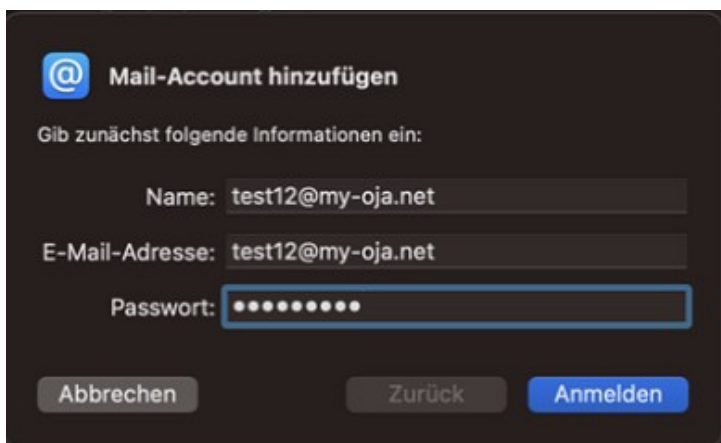 @ Mail-Account hinzufügen
Gib zunächst folgende Informationen ein:
Name: test12@my-oja.net
E-Mail-Adresse: test12@my-oja.net
Passwort: •••••••••
Abbrechen Zurück Anmelden